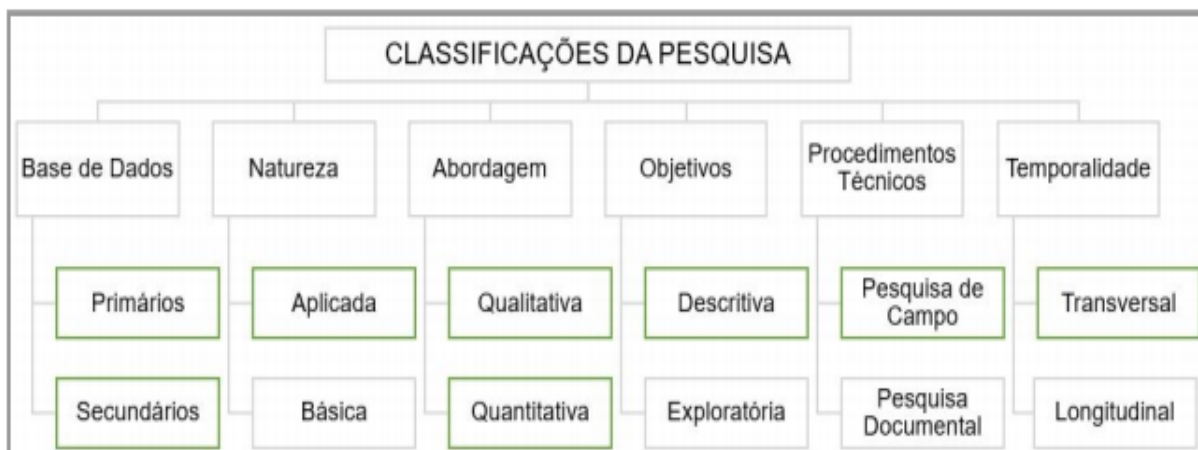 CLASSIFICAÇÕES DA PESQUISA
Base de Dados
Natureza
Abordagem
Objetivos
Procedimentos
Técnicos
Temporalidade
Primários
Aplicada
Qualitativa
Descritiva
Pesquisa de
Campo
Transversal
Secundários
Básica
Quantitativa
Exploratória
Pesquisa
Documental
Longitudinal